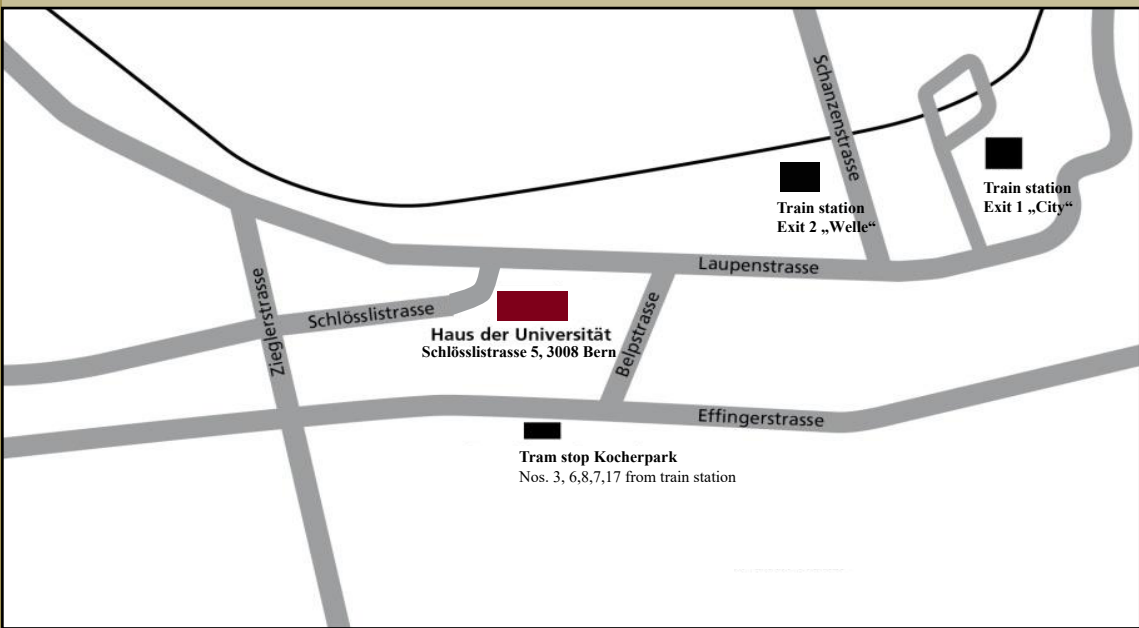 Schanzenstrasse
Train station
Exit 1 „City“
Train station
Exit 2 „Welle“
Laupenstrasse
Zieglerstrasse
Schlösslistrasse
Belpstrasse
Haus der Universität
Schlösslistrasse 5, 3008 Bern
Effingerstrasse
Tram stop Kocherpark
Nos. 3, 6,8,7,17 from train station